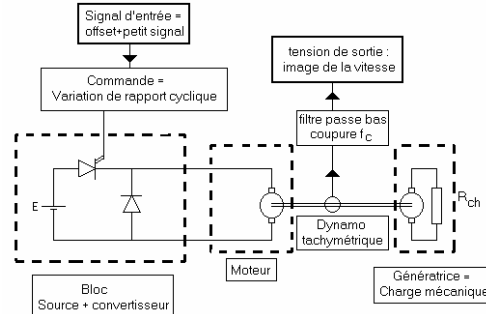 Signal d'entrée =
offset+petit signal
Commande =
Variation de rapport cyclique
tension de sortie :
image de la vitesse
filtre passe bas
coupure fc
E
Rch
Dynamo
tachymétrique
Moteur
Bloc
Source + convertisseur
Génératrice =
Charge mécanique